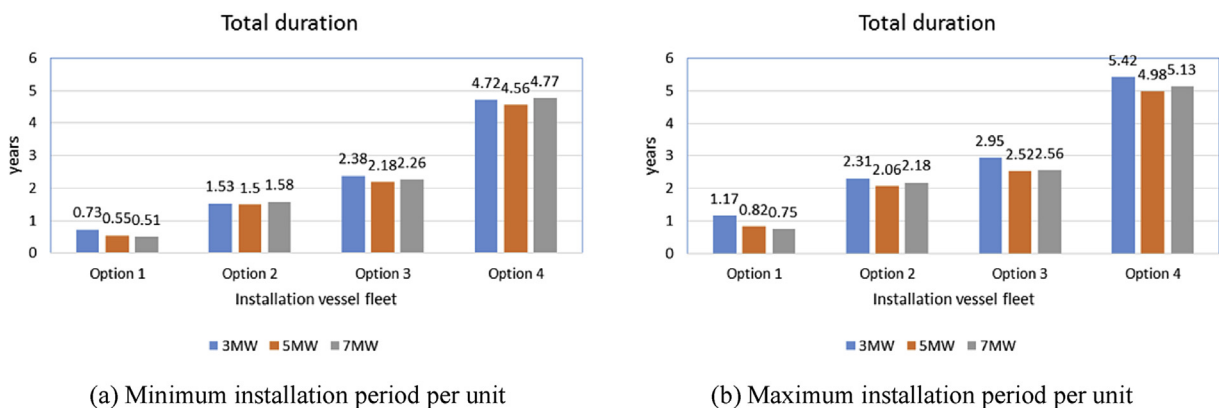 Total duration
6
5
4
3
2
1
0
years
0.73 0.55 0.51
1.53 1.5 1.58
2.38 2.18 2.26
4.72 4.56 4.77
Option 1 Option 2 Option 3 Option 4
Installation vessel fleet
3MW 5MW 7MW
(a) Minimum installation period per unit
Total duration
6
5
4
3
2
1
0
years
1.17 0.82 0.75
2.31 2.06 2.18
2.95 2.52 2.56
5.42 4.98 5.13
Option 1 Option 2 Option 3 Option 4
Installation vessel fleet
3MW 5MW 7MW
(b) Maximum installation period per unit